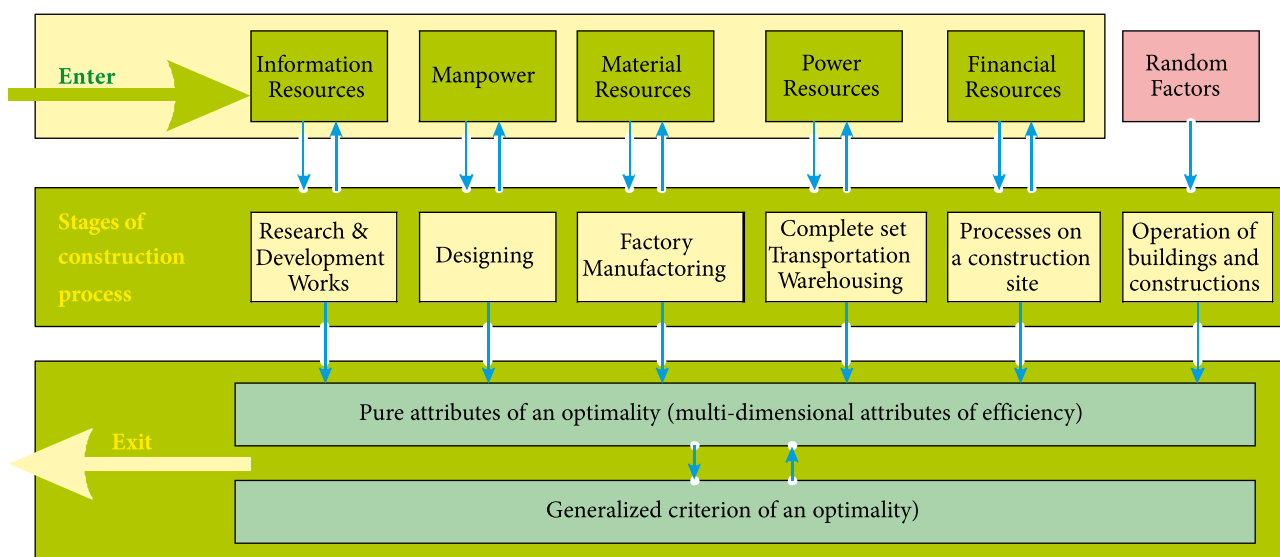 Enter
Information
Resources
Manpower
Material
Resources
Power
Resources
Financial
Resources
Random
Factors
Stages of
construction
process
Research &
Development
Works
Designing
Factory
Manufactoring
Complete set
Transportation
Warehousing
Processes on
a construction
site
Operation of
buildings and
constructions
Pure attributes of an optimality (multi-dimensional attributes of efficiency)
Exit
Generalized criterion of an optimality)